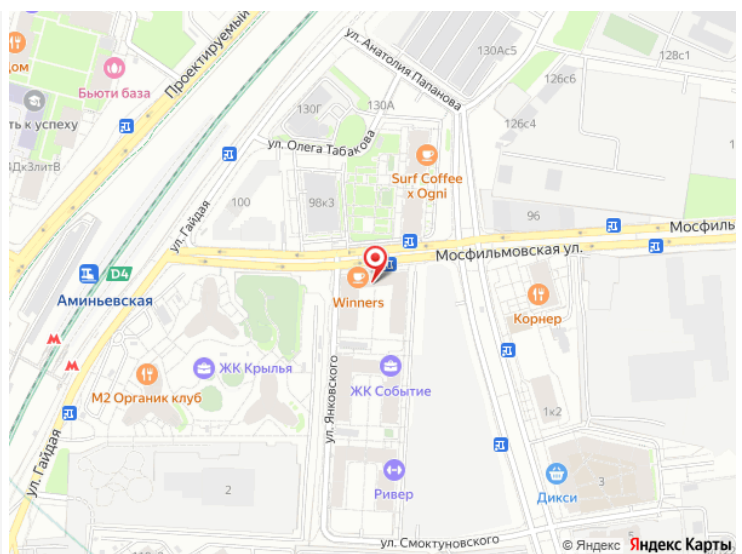 ул. Анатолия Папанова
130Ас5
128с1
126с6
Дом
Бьюти база
Проектируемый
130Г
130А
126с4
ть к успеху
ул. Олега Табакова
3Дк3литВ
Surf Coffee
x Ogni
100
98к3
96
ул. Гайдая
Мосфиль
Мосфильмовская ул.
D4
Аминьевская
Winners
Корнер
ЖК Крылья
ЖК Событие
М2 Органик клуб
ул. Янковского
1к2
ул. Гайдая
2
Ривер
Дикси
3
ул. Смоктуновского
5
© Яндекс Яндекс Карты